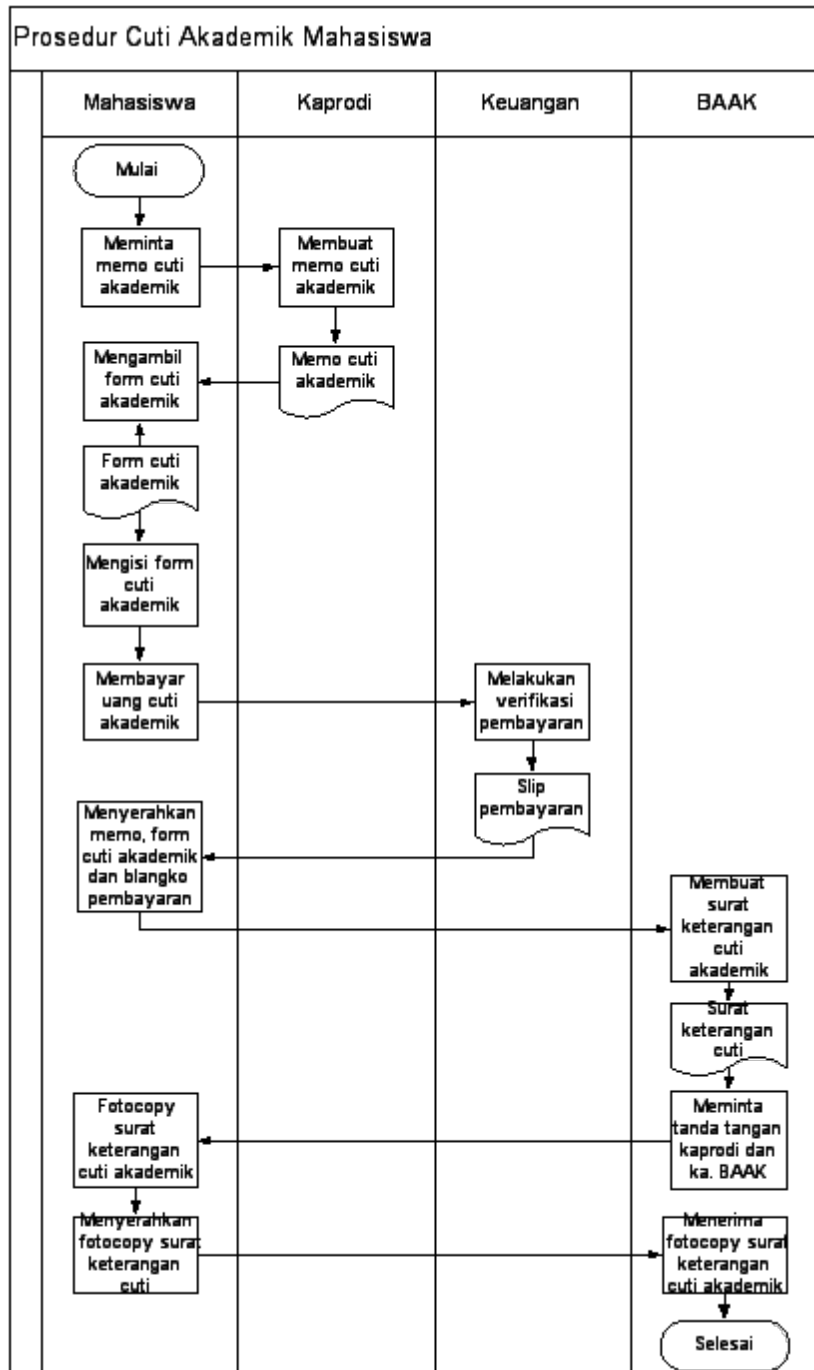 Prosedur Cuti Akademik Mahasiswa
Mahasiswa
Kaprodi
Keuangan
BAAK
Mulai
Meminta
memo cuti
akademik
Membuat
memo cuti
akademik
Memo cuti
akademik
Mengambil
form cuti
akademik
Form cuti
akademik
Mengisi form
cuti
akademik
Membayar
uang cuti
akademik
Melakukan
verifikasi
pembayaran
Slip
pembayaran
Menyerahkan
memo, form
cuti akademik
dan blangko
pembayaran
Membuat
surat
keterangan
cuti
akademik
Surat
keterangan
cuti
Meminta
tanda tangan
kaprodi dan
ka. BAAK
Fotocopy
surat
keterangan
cuti akademik
Menyerahkan
fotocopy surat
keterangan
cuti
Menerima
fotocopy surat
keterangan
cuti akademik
Selesai